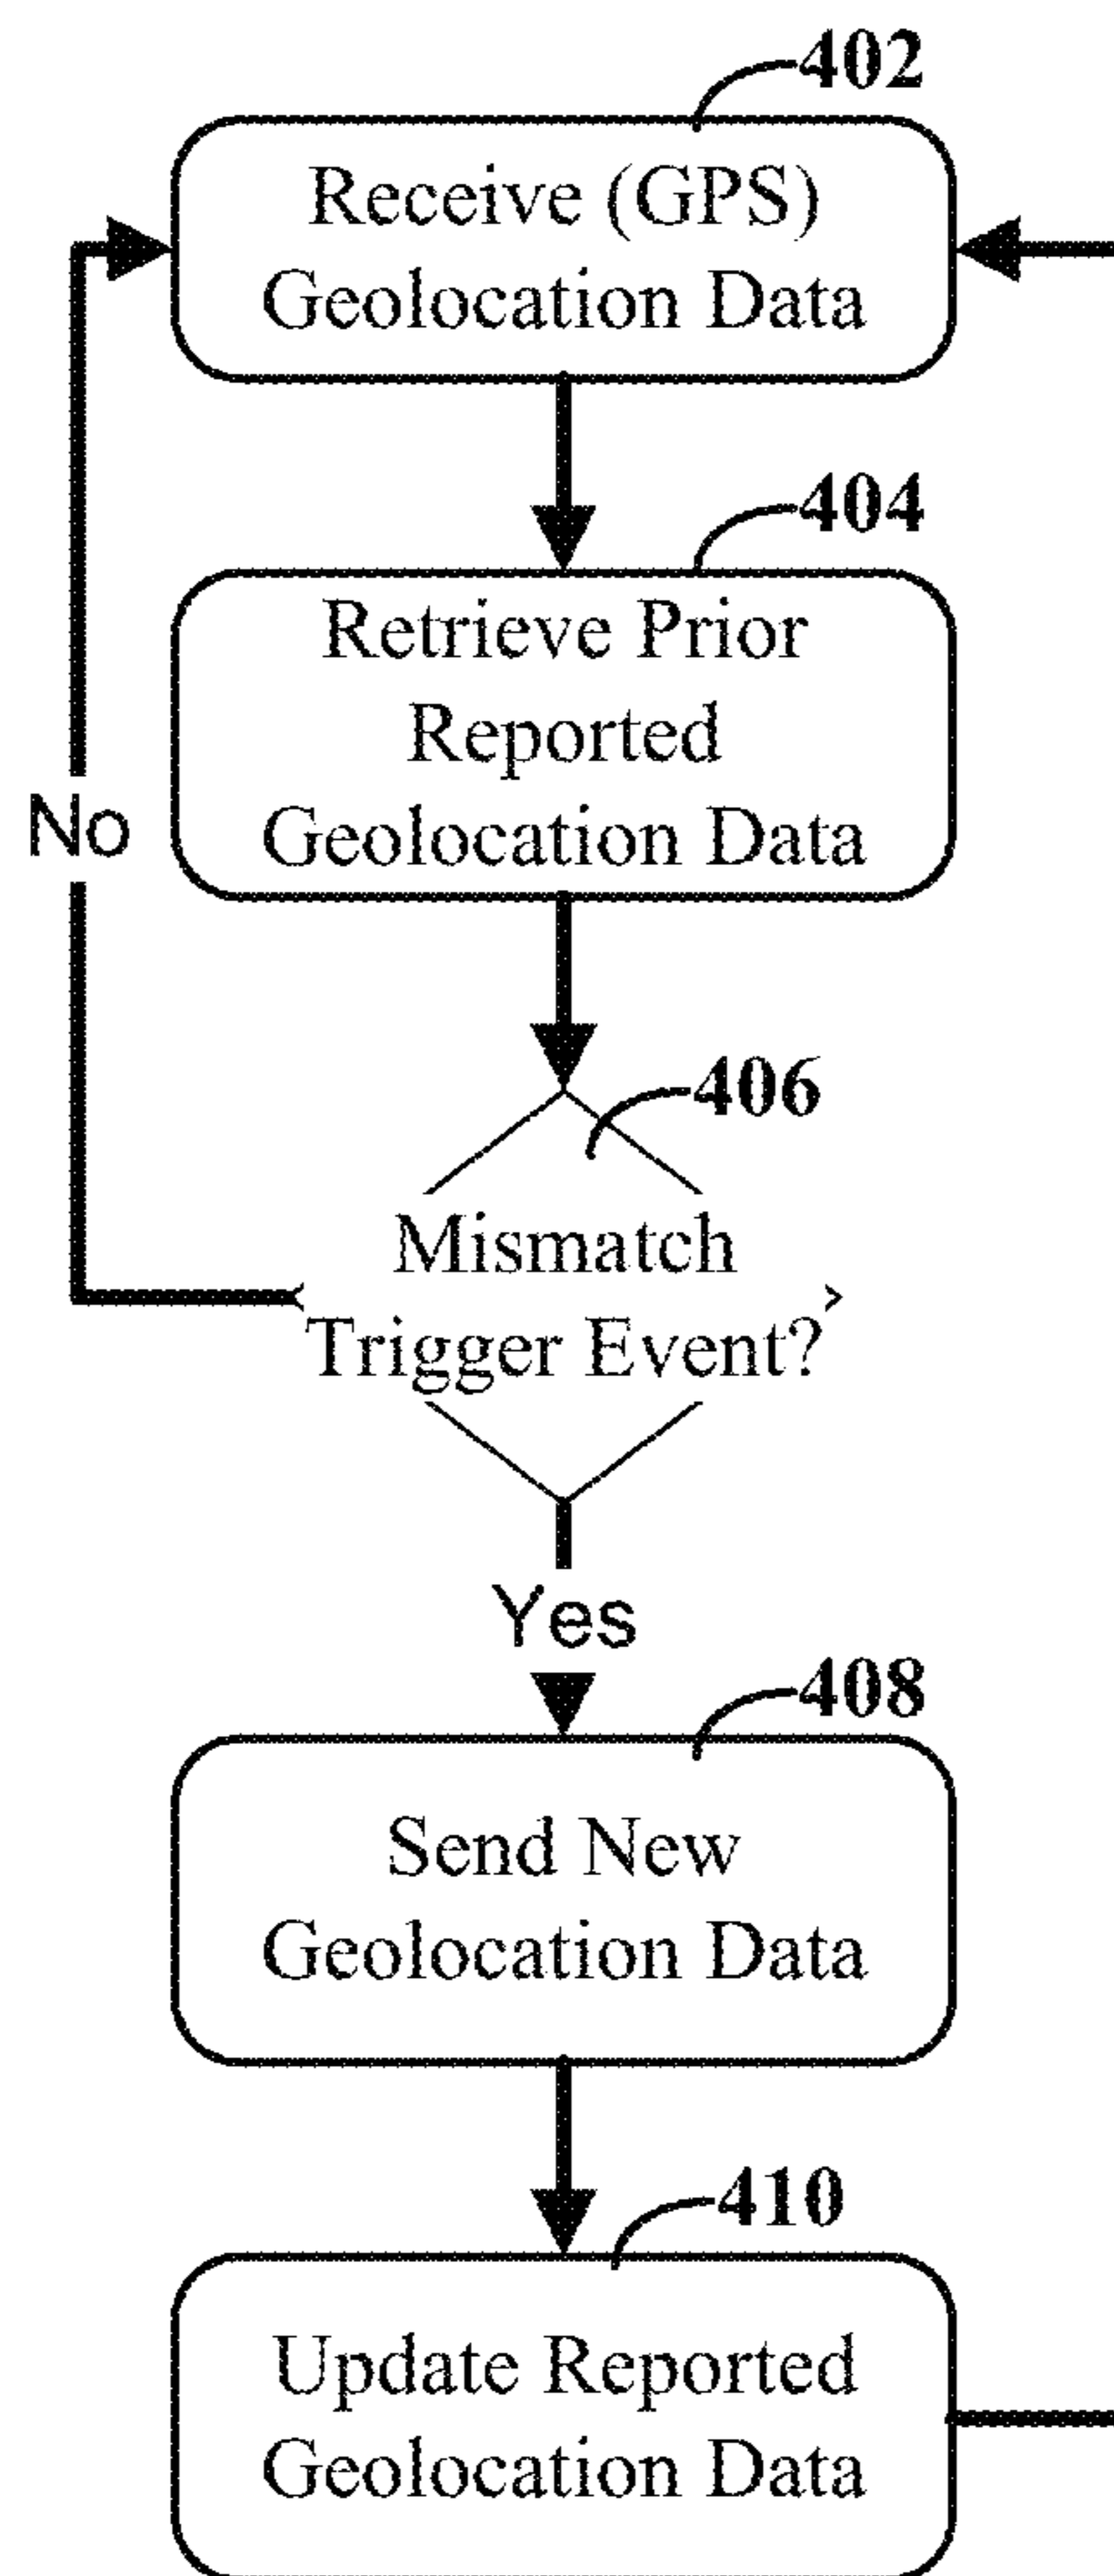 402
Receive (GPS)
Geolocation Data
404
Retrieve Prior
Reported
Geolocation Data
No
406
Mismatch
Trigger Event?
Yes
408
Send New
Geolocation Data
410
Update Reported
Geolocation Data